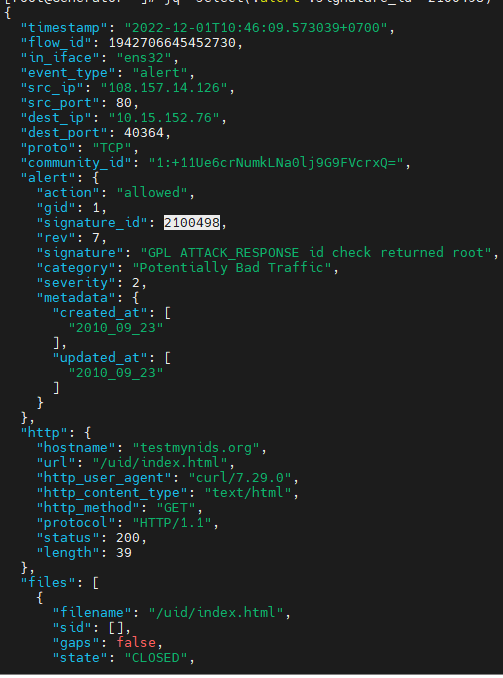 {
"timestamp": "2022-12-01T10:46:09.573039+0700",
"flow_id": 1942706645452730,
"in_iface": "ens32",
"event_type": "alert",
"src_ip": "108.157.14.126",
"src_port": 80,
"dest_ip": "10.15.152.76",
"dest_port": 40364,
"proto": "TCP",
"community_id": "1:+11Ue6crNumkLNa0lj9G9FVcrxQ=",
"alert": {
"action": "allowed",
"gid": 1,
"signature_id": 2100498,
"rev": 7,
"signature": "GPL ATTACK_RESPONSE id check returned root",
"category": "Potentially Bad Traffic",
"severity": 2,
"metadata": {
"created_at": [
"2010_09_23"
],
"updated_at": [
"2010_09_23"
]
}
},
"http": {
"hostname": "testmynids.org",
"url": "/uid/index.html",
"http_user_agent": "curl/7.29.0",
"http_content_type": "text/html",
"http_method": "GET",
"protocol": "HTTP/1.1",
"status": 200,
"length": 39
},
"files": [
{
"filename": "/uid/index.html",
"sid": [],
"gaps": false,
"state": "CLOSED",